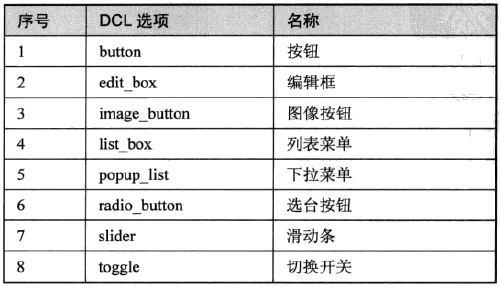 序号 DCL 选项 名称
1 button 按钮
2 edit_box 编辑框
3 image_button 图像按钮
4 list_box 列表菜单
5 popup_list 下拉菜单
6 radio_button 选台按钮
7 slider 滑动条
8 toggle 切换开关